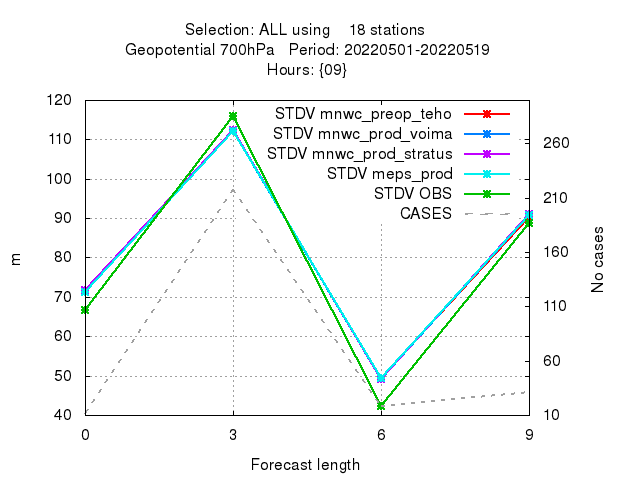 Selection: ALL using    18 stations
Geopotential 700hPa   Period: 20220501-20220519
Hours: {09}
STDV mnwc_preop_teho
STDV mnwc_prod_voima
STDV mnwc_prod_stratus
STDV meps_prod
STDV OBS
CASES
120
110
100
90
80
70
60
50
40
m
260
210
160
110
60
10
No cases
0 3 6 9
Forecast length